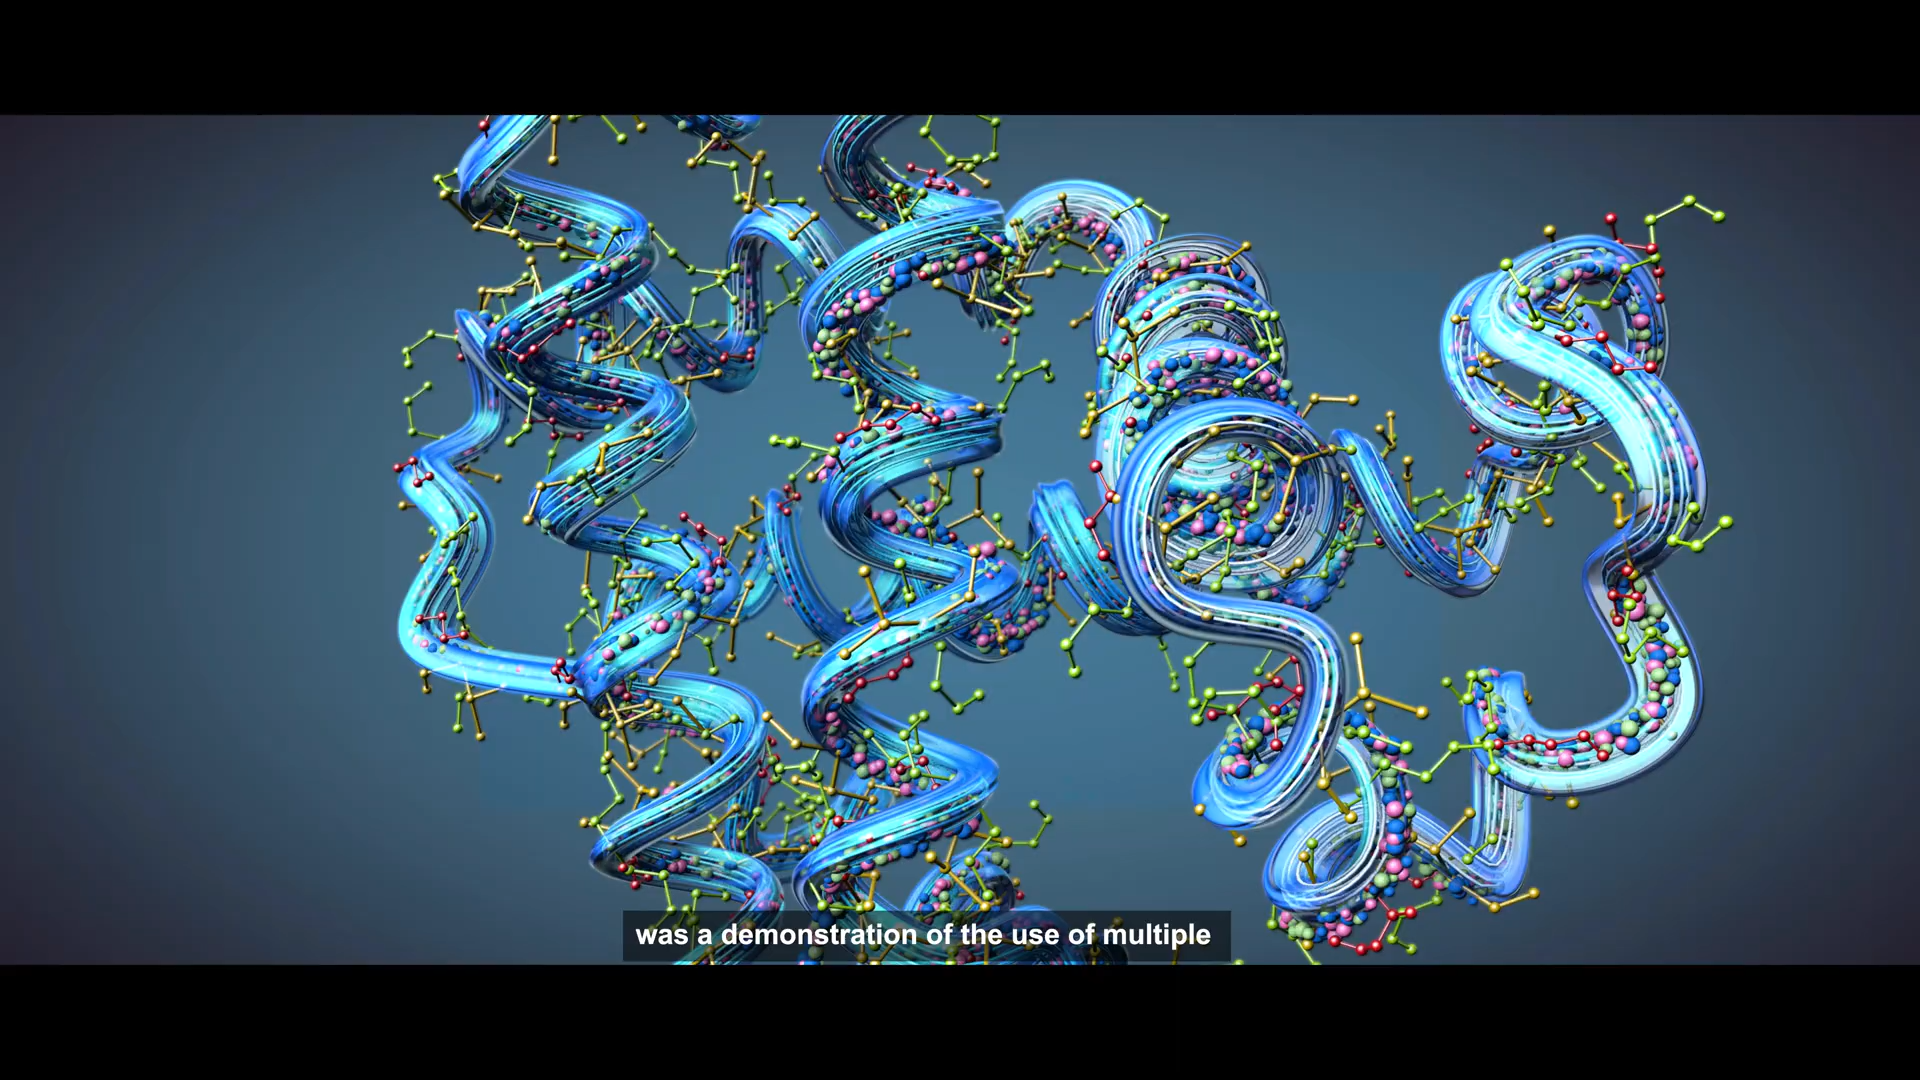 was a demonstration of the use of multiple